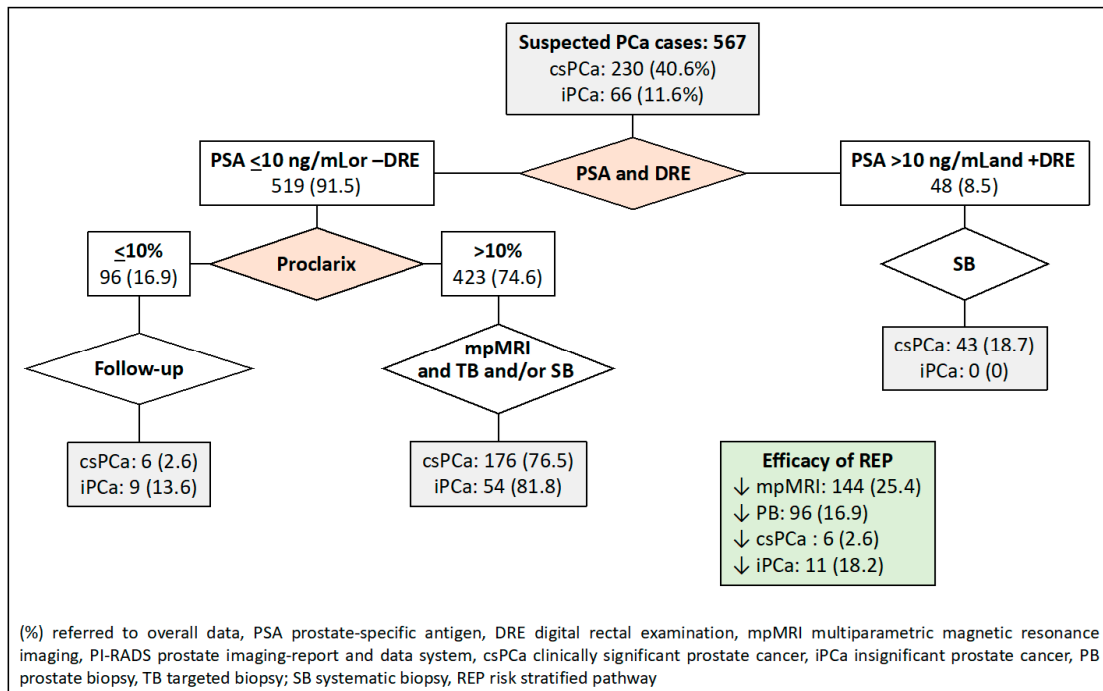 Suspected PCa cases: 567
csPCa: 230 (40.6%)
iPCa: 66 (11.6%)
PSA ≤10 ng/mLor –DRE
519 (91.5)
PSA and DRE
PSA >10 ng/mLand +DRE
48 (8.5)
≤10%
96 (16.9)
Proclarix
>10%
423 (74.6)
SB
Follow-up
mpMRI
and TB and/or SB
csPCa: 43 (18.7)
iPCa: 0 (0)
csPCa: 6 (2.6)
iPCa: 9 (13.6)
csPCa: 176 (76.5)
iPCa: 54 (81.8)
Efficacy of REP
↓ mpMRI: 144 (25.4)
↓ PB: 96 (16.9)
↓ csPCa : 6 (2.6)
↓ iPCa: 11 (18.2)
(%) referred to overall data, PSA prostate-specific antigen, DRE digital rectal examination, mpMRI multiparametric magnetic resonance
imaging, PI-RADS prostate imaging-report and data system, csPCa clinically significant prostate cancer, iPCa insignificant prostate cancer, PB
prostate biopsy, TB targeted biopsy; SB systematic biopsy, REP risk stratified pathway